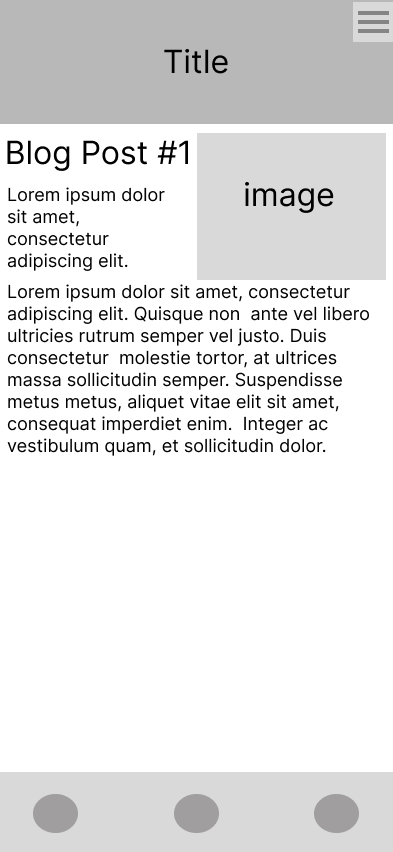 Title
Blog Post #1
image
Lorem ipsum dolor
sit amet,
consectetur
adipiscing elit.
Lorem ipsum dolor sit amet, consectetur
adipiscing elit. Quisque non  ante vel libero
ultricies rutrum semper vel justo. Duis
consectetur  molestie tortor, at ultrices
massa sollicitudin semper. Suspendisse
metus metus, aliquet vitae elit sit amet,
consequat imperdiet enim.  Integer ac
vestibulum quam, et sollicitudin dolor.